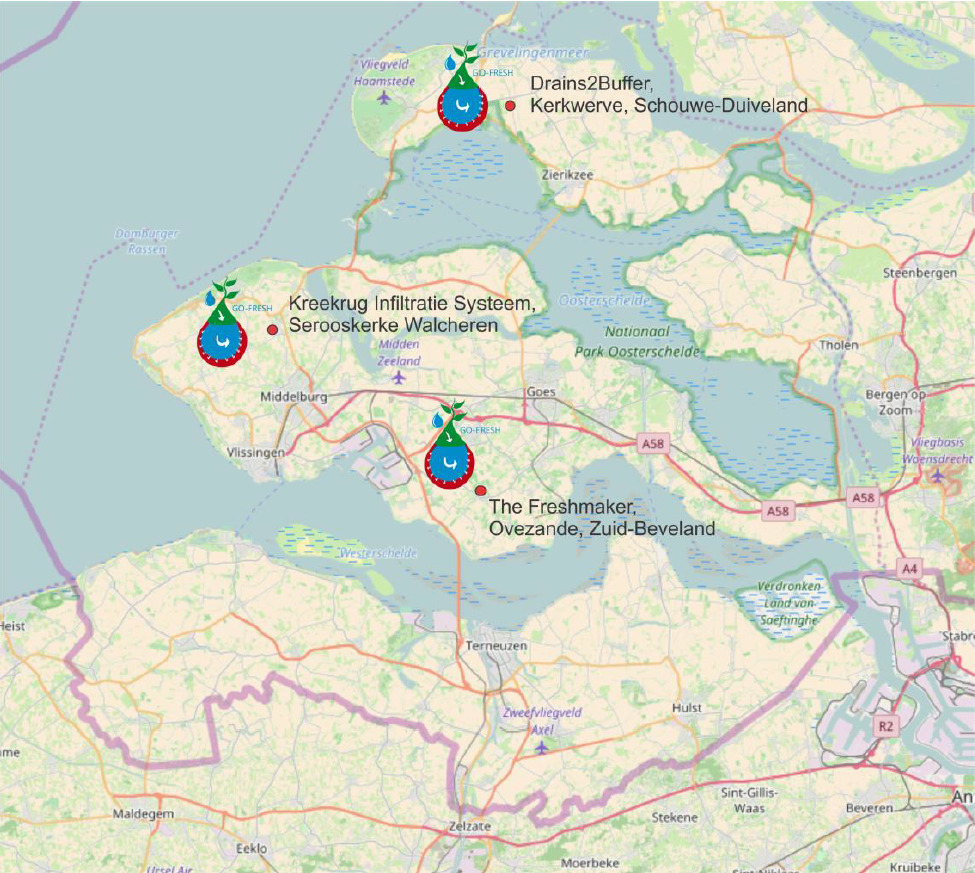 Grevelingenmeer
Vliegveld
Haamstede
GO-FRESH
Drains2Buffer,
Kerkwerve, Schouwe-Duiveland
Zierikzee
Domburger
Rassen
Steenbergen
GO-FRESH
Kreekrug Infiltratie Systeem,
Serooskerke Walcheren
Oosterschelde
Nationaal
Park Oosterschelde
Tholen
Midden
Zeeland
Middelburg
Goes
Bergen op
Zoom
GO-FRESH
A58
Vliegbasis
Woensdrecht
Vlissingen
A58
A58
The Freshmaker,
Ovezande, Zuid-Beveland
Westerschelde
A4
Verdronken
Land van
Saeftinghe
Heist
Stabr
Terneuzen
Hulst
Zweefvliegveld
Axel
R2
me
Sint-Gillis-
Waas
An
Maldegem
Beveren
Stekene
Zelzate
Eeklo
Moerbeke
Kruibeke
Ursel Air
Sint-Niklaas